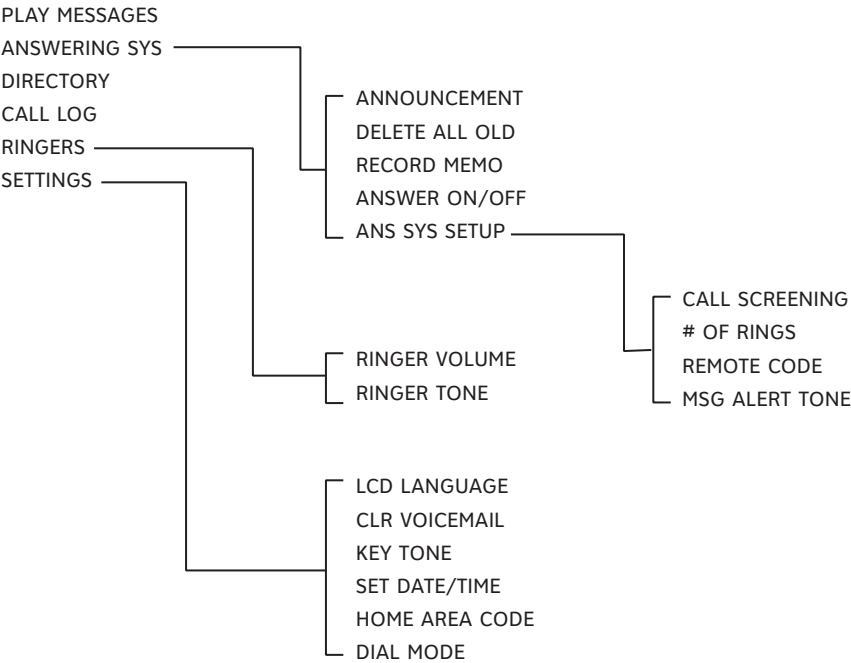 PLAY MESSAGES
ANSWERING SYS
DIRECTORY
CALL LOG
RINGERS
SETTINGS
ANNOUNCEMENT
DELETE ALL OLD
RECORD MEMO
ANSWER ON/OFF
ANS SYS SETUP
CALL SCREENING
# OF RINGS
REMOTE CODE
MSG ALERT TONE
RINGER VOLUME
RINGER TONE
LCD LANGUAGE
CLR VOICEMAIL
KEY TONE
SET DATE/TIME
HOME AREA CODE
DIAL MODE